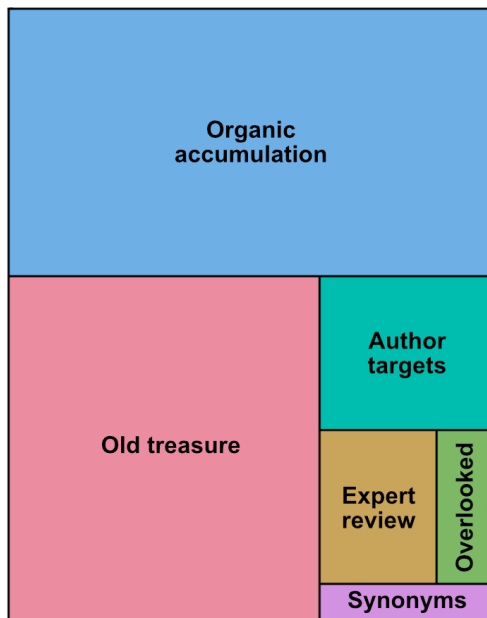 Organic
accumulation
Author
targets
Old treasure
Expert
review
Overlooked
Synonyms